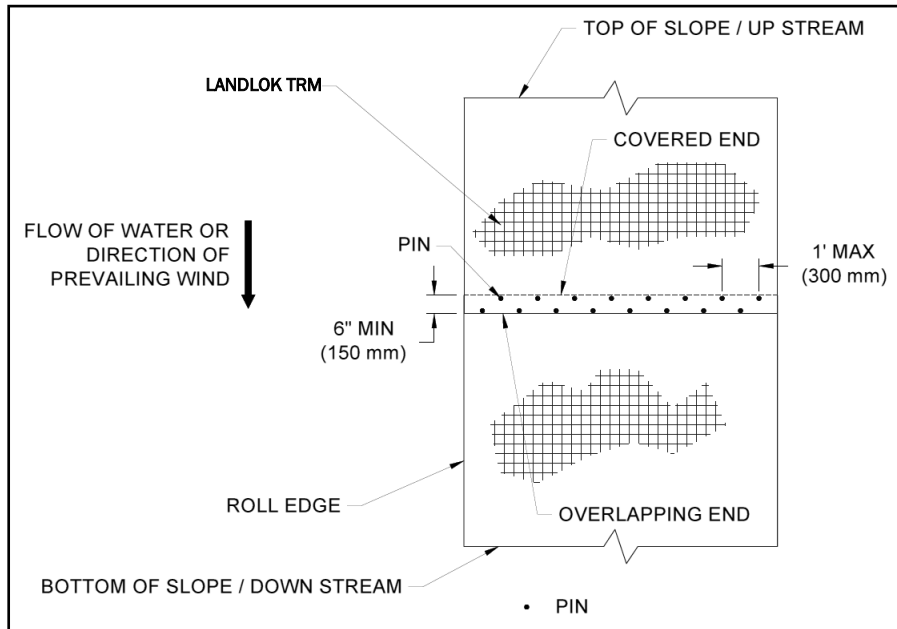 TOP OF SLOPE / UP STREAM
LANDLOK TRM
COVERED END
FLOW OF WATER OR
DIRECTION OF
PREVAILING WIND
PIN
1' MAX
(300 mm)
6" MIN
(150 mm)
ROLL EDGE
OVERLAPPING END
BOTTOM OF SLOPE / DOWN STREAM
PIN